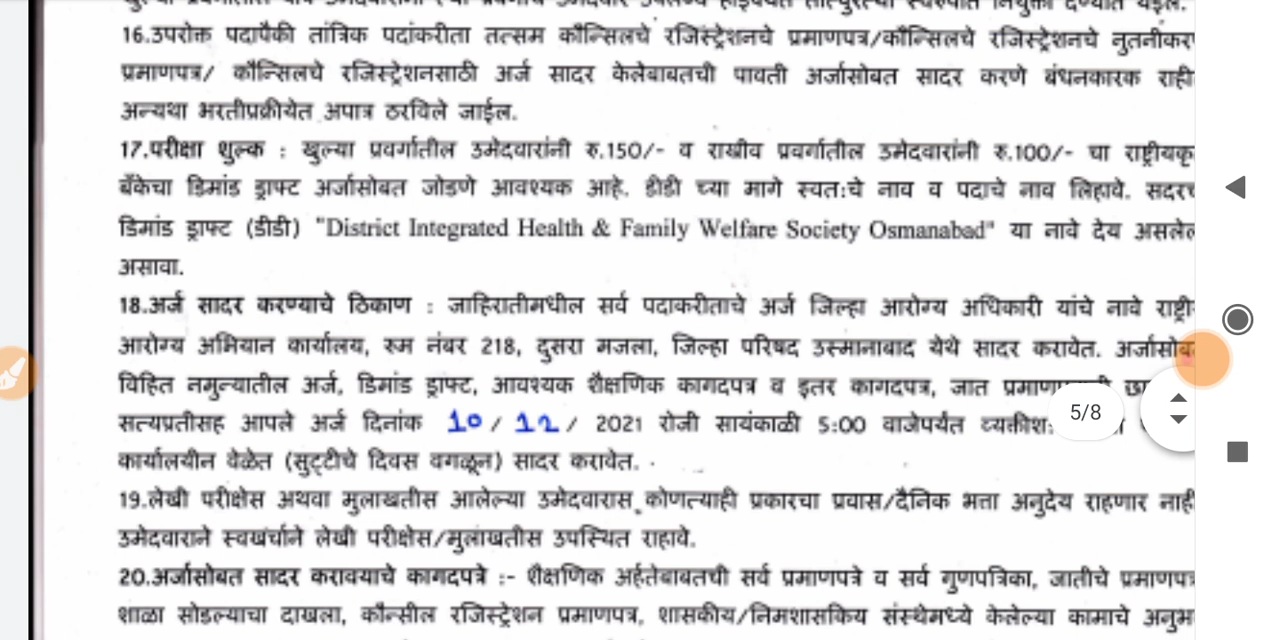 16.उपरोक्त पदापैकी तांत्रिक पदांकरीता तत्सम कौन्सिलचे रजिस्ट्रेशनचे प्रमाणपत्र/कौन्सिलचे रजिस्ट्रेशनचे नुतनीकर
प्रमाणपत्र/ कौन्सिलचे रजिस्ट्रेशनसाठी अर्ज सादर केलेबाबतची पावती अर्जासोबत सादर करणे बंधनकारक राही
अन्यथा भरतीप्रक्रीयेत अपात्र ठरविले जाईल.
17.परीक्षा शुल्क : खुल्या प्रवर्गातील उमेदवारांनी रु.150/- व राखीव प्रवर्गातील उमेदवारांनी रु.100/- चा राष्ट्रीयकृ
बँकेचा डिमांड ड्राफ्ट अर्जासोबत जोडणे आवश्यक आहे. डीडी च्या मागे स्वत:चे नाव व पदाचे नाव लिहावे. सदरच
डिमांड ड्राफ्ट (डीडी) "District Integrated Health & Family Welfare Society Osmanabad" या नावे देय असलेल
असावा.
18.अर्ज सादर करण्याचे ठिकाण : जाहिरातीमधील सर्व पदाकरीताचे अर्ज जिल्हा आरोग्य अधिकारी यांचे नावे राष्ट्री
आरोग्य अभियान कार्यालय, रूम नंबर 218, दुसरा मजला, जिल्हा परिषद उस्मानाबाद येथे सादर करावेत. अर्जासोब
विहित नमुन्यातील अर्ज, डिमांड ड्राफ्ट, आवश्यक शैक्षणिक कागदपत्र व इतर कागदपत्र, जात
सत्यप्रतीसह आपले अर्ज दिनांक 10/ 12/ 2021 रोजी सायंकाळी 5:00 वाजेपर्यंत व्यक्तीश:
5/8
कार्यालयीन वेळेत (सुट्टीचे दिवस वगळून) सादर करावेत.
19.लेखी परीक्षेस अथवा मुलाखतीस आलेल्या उमेदवारास कोणत्याही प्रकारचा प्रवास/दैनिक भत्ता अनुदेय राहणार नाही
उमेदवाराने स्वखर्चाने लेखी परीक्षेस/मुलाखतीस उपस्थित राहावे.
20.अर्जासोबत सादर करावयाचे कागदपत्रे :- शैक्षणिक अर्हतेबाबतची सर्व प्रमाणपत्रे व सर्व गुणपत्रिका, जातीचे प्रमाणपत्र
शाळा सोडल्याचा दाखला, कौन्सील रजिस्ट्रेशन प्रमाणपत्र, शासकीय/निमशासकिय संस्थेमध्ये केलेल्या कामाचे अनुभ